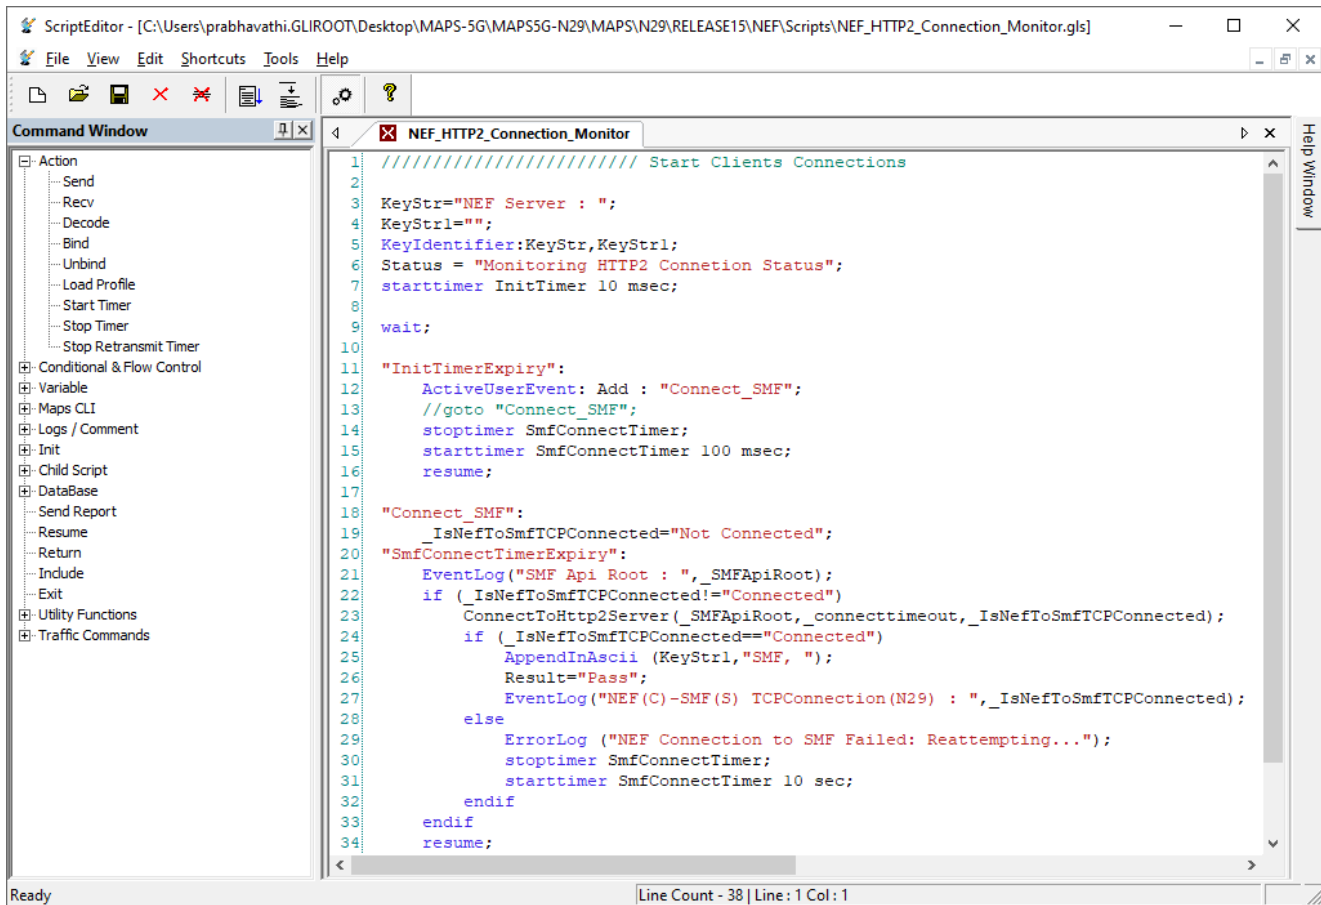 ScriptEditor - [C:\Users\prabhavathi.GLIROOT\Desktop\MAPS-5G\MAPS5G-N29\MAPS\N29\RELEASE15\NEF\Scripts\NEF_HTTP2_Connection_Monitor.gls]
File View Edit Shortcuts Tools Help
Command Window
Action
Send
Recv
Decode
Bind
Unbind
Load Profile
Start Timer
Stop Timer
Stop Retransmit Timer
Conditional & Flow Control
Variable
Maps CLI
Logs / Comment
Init
Child Script
DataBase
Send Report
Resume
Return
Include
Exit
Utility Functions
Traffic Commands
NEF_HTTP2_Connection_Monitor
1 ///////////////////////// Start Clients Connections
2
3 KeyStr="NEF Server : ";
4 KeyStr1="";
5 KeyIdentifier:KeyStr,KeyStr1;
6 Status = "Monitoring HTTP2 Connetion Status";
7 starttimer InitTimer 10 msec;
8
9 wait;
10
11 "InitTimerExpiry":
12 ActiveUserEvent: Add : "Connect_SMF";
13 //goto "Connect_SMF";
14 stoptimer SmfConnectTimer;
15 starttimer SmfConnectTimer 100 msec;
16 resume;
17
18 "Connect_SMF":
19 _IsNefToSmfTCPConnected="Not Connected";
20 "SmfConnectTimerExpiry":
21 EventLog("SMF Api Root : ",_SMFApiRoot);
22 if (_IsNefToSmfTCPConnected!="Connected")
23 ConnectToHttp2Server(_SMFApiRoot,_connecttimeout,_IsNefToSmfTCPConnected);
24 if (_IsNefToSmfTCPConnected=="Connected")
25 AppendInAscii (KeyStr1,"SMF, ");
26 Result="Pass";
27 EventLog("NEF(C)-SMF(S) TCPConnection(N29) : ",_IsNefToSmfTCPConnected);
28 else
29 ErrorLog ("NEF Connection to SMF Failed: Reattempting...");
30 stoptimer SmfConnectTimer;
31 starttimer SmfConnectTimer 10 sec;
32 endif
33 endif
34 resume;
Help Window
Ready
Line Count - 38 | Line : 1 Col : 1